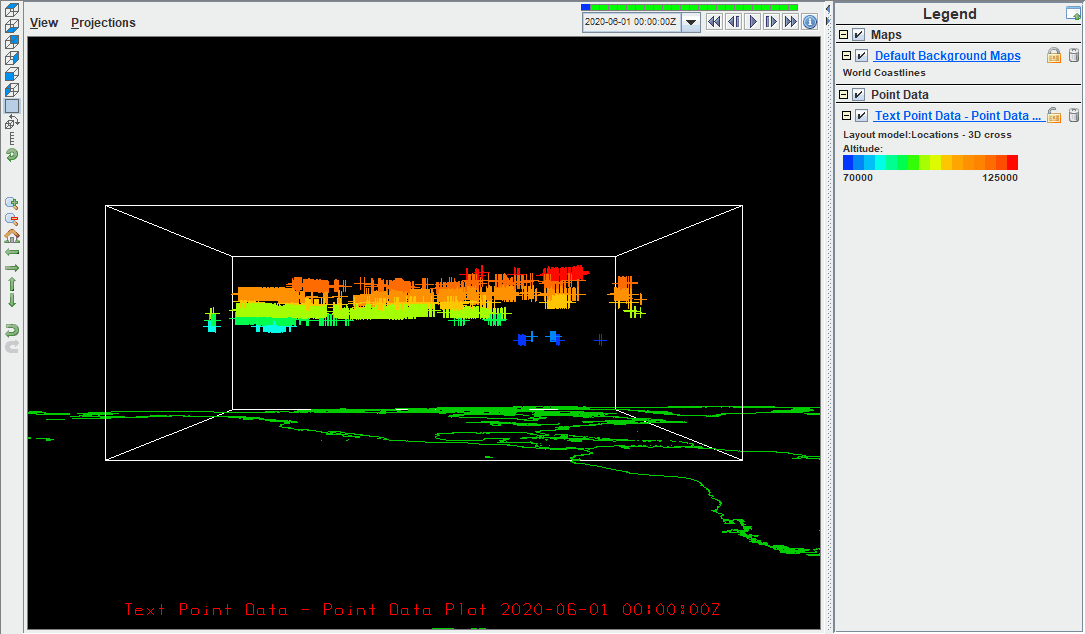 View Projections
2020-06-01 00:00:00Z
Legend
Maps
Default Background Maps
World Coastlines
Point Data
Text Point Data - Point Data ...
Layout model:Locations - 3D cross
Altitude:
70000 125000
Text Point Data - Point Data Plot 2020-06-01 00:00:00Z